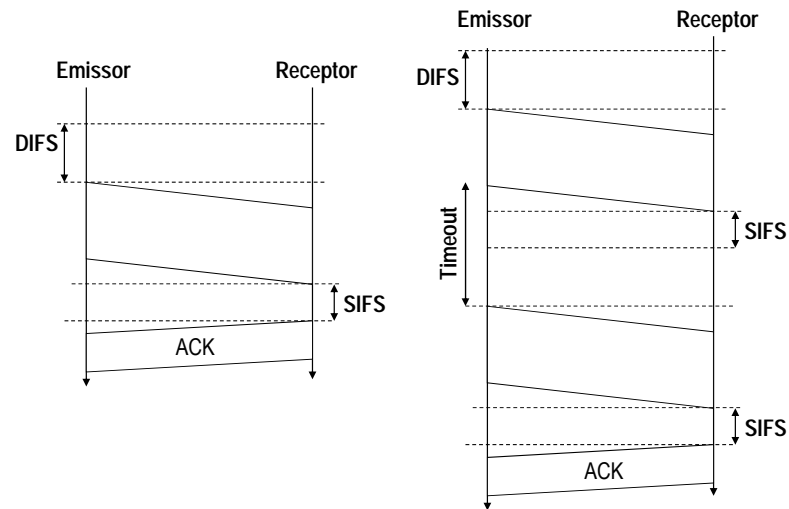 Emissor
Receptor
DIFS
SIFS
ACK
Emissor
Receptor
DIFS
Timeout
SIFS
SIFS
ACK